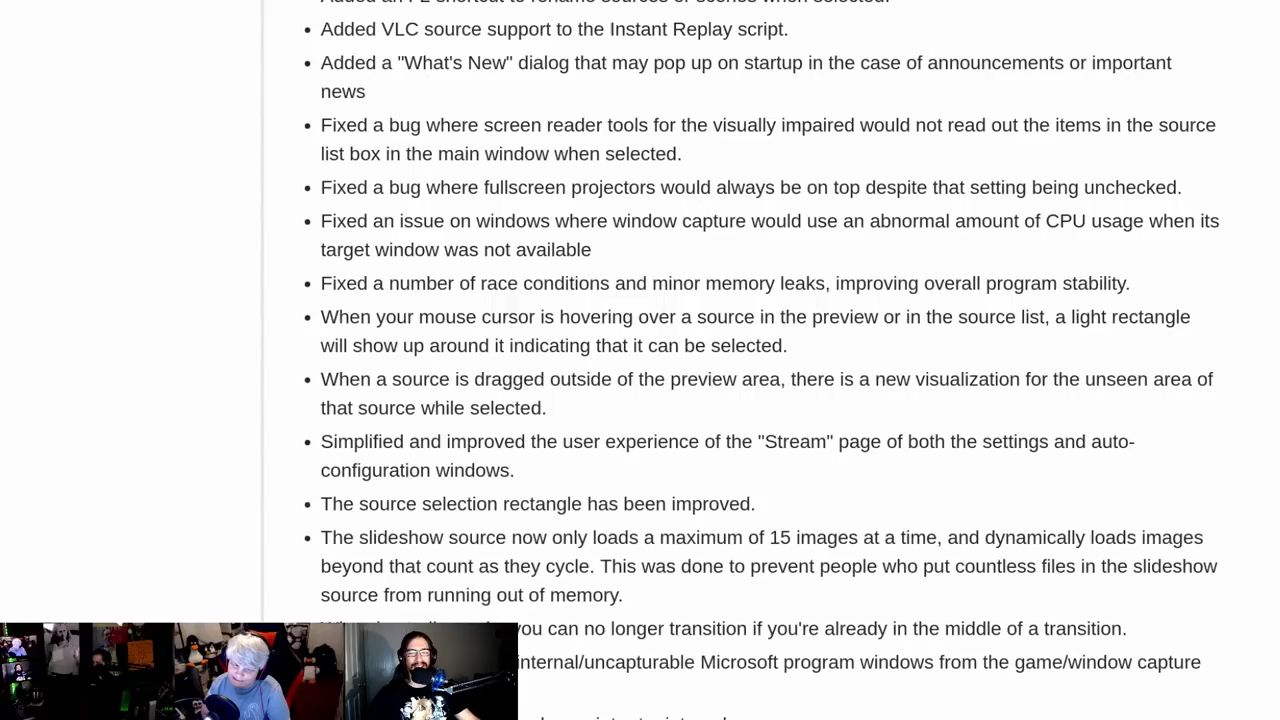 Added VLC source support to the Instant Replay script.
Added a "What's New" dialog that may pop up on startup in the case of announcements or important
news
Fixed a bug where screen reader tools for the visually impaired would not read out the items in the source
list box in the main window when selected.
Fixed a bug where fullscreen projectors would always be on top despite that setting being unchecked.
Fixed an issue on windows where window capture would use an abnormal amount of CPU usage when its
target window was not available
Fixed a number of race conditions and minor memory leaks, improving overall program stability.
When your mouse cursor is hovering over a source in the preview or in the source list, a light rectangle
will show up around it indicating that it can be selected.
When a source is dragged outside of the preview area, there is a new visualization for the unseen area of
that source while selected.
Simplified and improved the user experience of the "Stream" page of both the settings and auto-
configuration windows.
The source selection rectangle has been improved.
The slideshow source now only loads a maximum of 15 images at a time, and dynamically loads images
beyond that count as they cycle. This was done to prevent people who put countless files in the slideshow
source from running out of memory.
you can no longer transition if you're already in the middle of a transition.
internal/uncapturable Microsoft program windows from the game/window capture